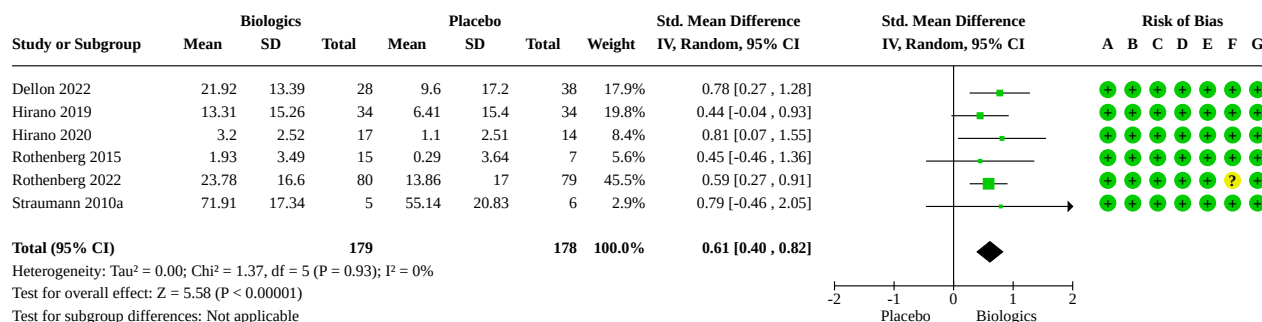 Biologics Placebo Std. Mean Difference Std. Mean Difference Risk of Bias
Study or Subgroup Mean SD Total Mean SD Total Weight IV, Random, 95% CI IV, Random, 95% CI A B C D E F G
Dellon 2022 21.92 13.39 28 9.6 17.2 38 17.9% 0.78 [0.27 , 1.28] + + + + + + +
Hirano 2019 13.31 15.26 34 6.41 15.4 34 19.8% 0.44 [-0.04 , 0.93] + + + + + + +
Hirano 2020 3.2 2.52 17 1.1 2.51 14 8.4% 0.81 [0.07 , 1.55] + + + + + + +
Rothenberg 2015 1.93 3.49 15 0.29 3.64 7 5.6% 0.45 [-0.46 , 1.36] + + + + + + +
Rothenberg 2022 23.78 16.6 80 13.86 17 79 45.5% 0.59 [0.27 , 0.91] + + + + + ? +
Straumann 2010a 71.91 17.34 5 55.14 20.83 6 2.9% 0.79 [-0.46 , 2.05] + + + + + + +
Total (95% CI) 179 178 100.0% 0.61 [0.40 , 0.82]
Heterogeneity: Tau² = 0.00; Chi² = 1.37, df = 5 (P = 0.93); I² = 0%
Test for overall effect: Z = 5.58 (P < 0.00001)
Test for subgroup differences: Not applicable
-2 -1 0 1 2
Placebo Biologics